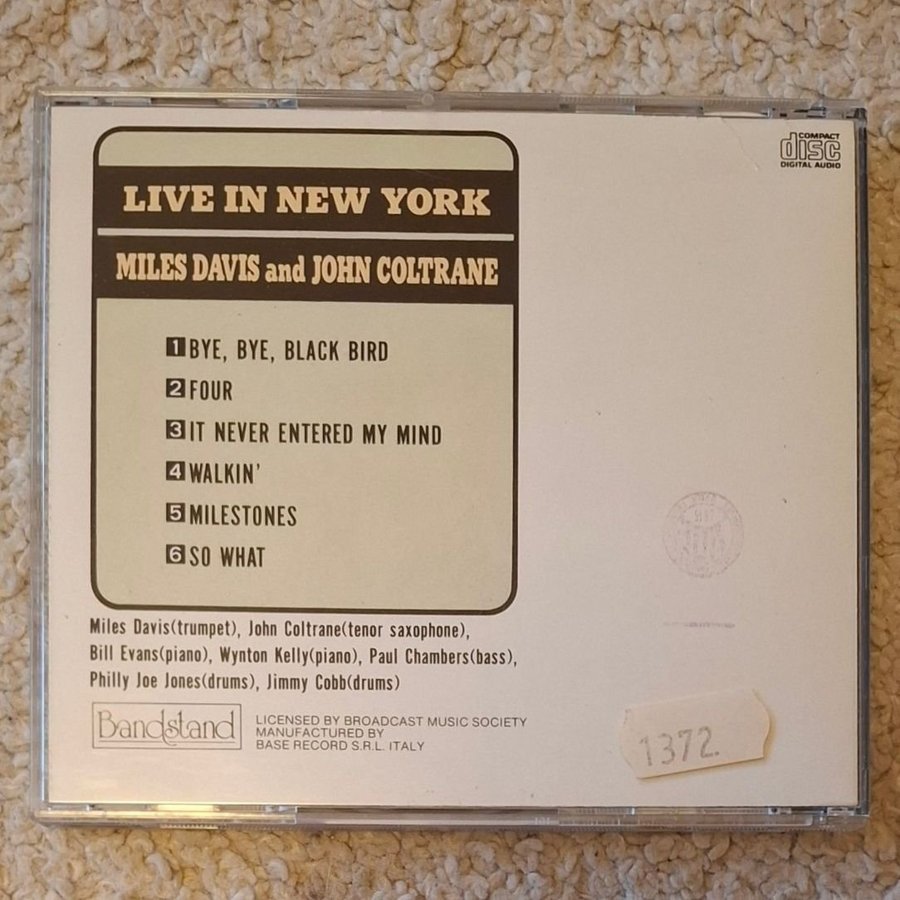 COMPACT
disc
DIGITAL AUDIO
LIVE IN NEW YORK
MILES DAVIS and JOHN COLTRANE
1 BYE, BYE, BLACK BIRD
2 FOUR
3 IT NEVER ENTERED MY MIND
4 WALKIN'
5 MILESTONES
6 SO WHAT
Miles Davis(trumpet), John Coltrane(tenor saxophone),
Bill Evans(piano), Wynton Kelly(piano), Paul Chambers(bass),
Philly Joe Jones(drums), Jimmy Cobb(drums)
Bandstand
LICENSED BY BROADCAST MUSIC SOCIETY
MANUFACTURED BY
BASE RECORD S.R.L. ITALY
1372.